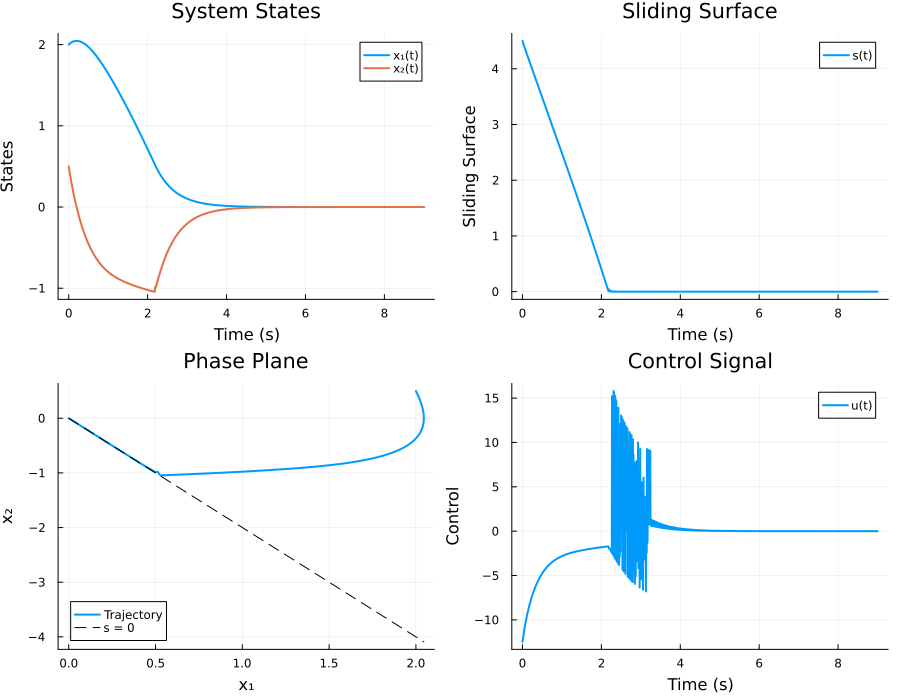 System States
States
2
1
0
−1
x₁(t)
x₂(t)
0 2 4 6 8
Time (s)
Sliding Surface
Sliding Surface
4
3
2
1
0
s(t)
0 2 4 6 8
Time (s)
Phase Plane
x₂
0
−1
−2
−3
−4
Trajectory
s = 0
0.0 0.5 1.0 1.5 2.0
x₁
Control Signal
Control
15
10
5
0
−5
−10
u(t)
0 2 4 6 8
Time (s)